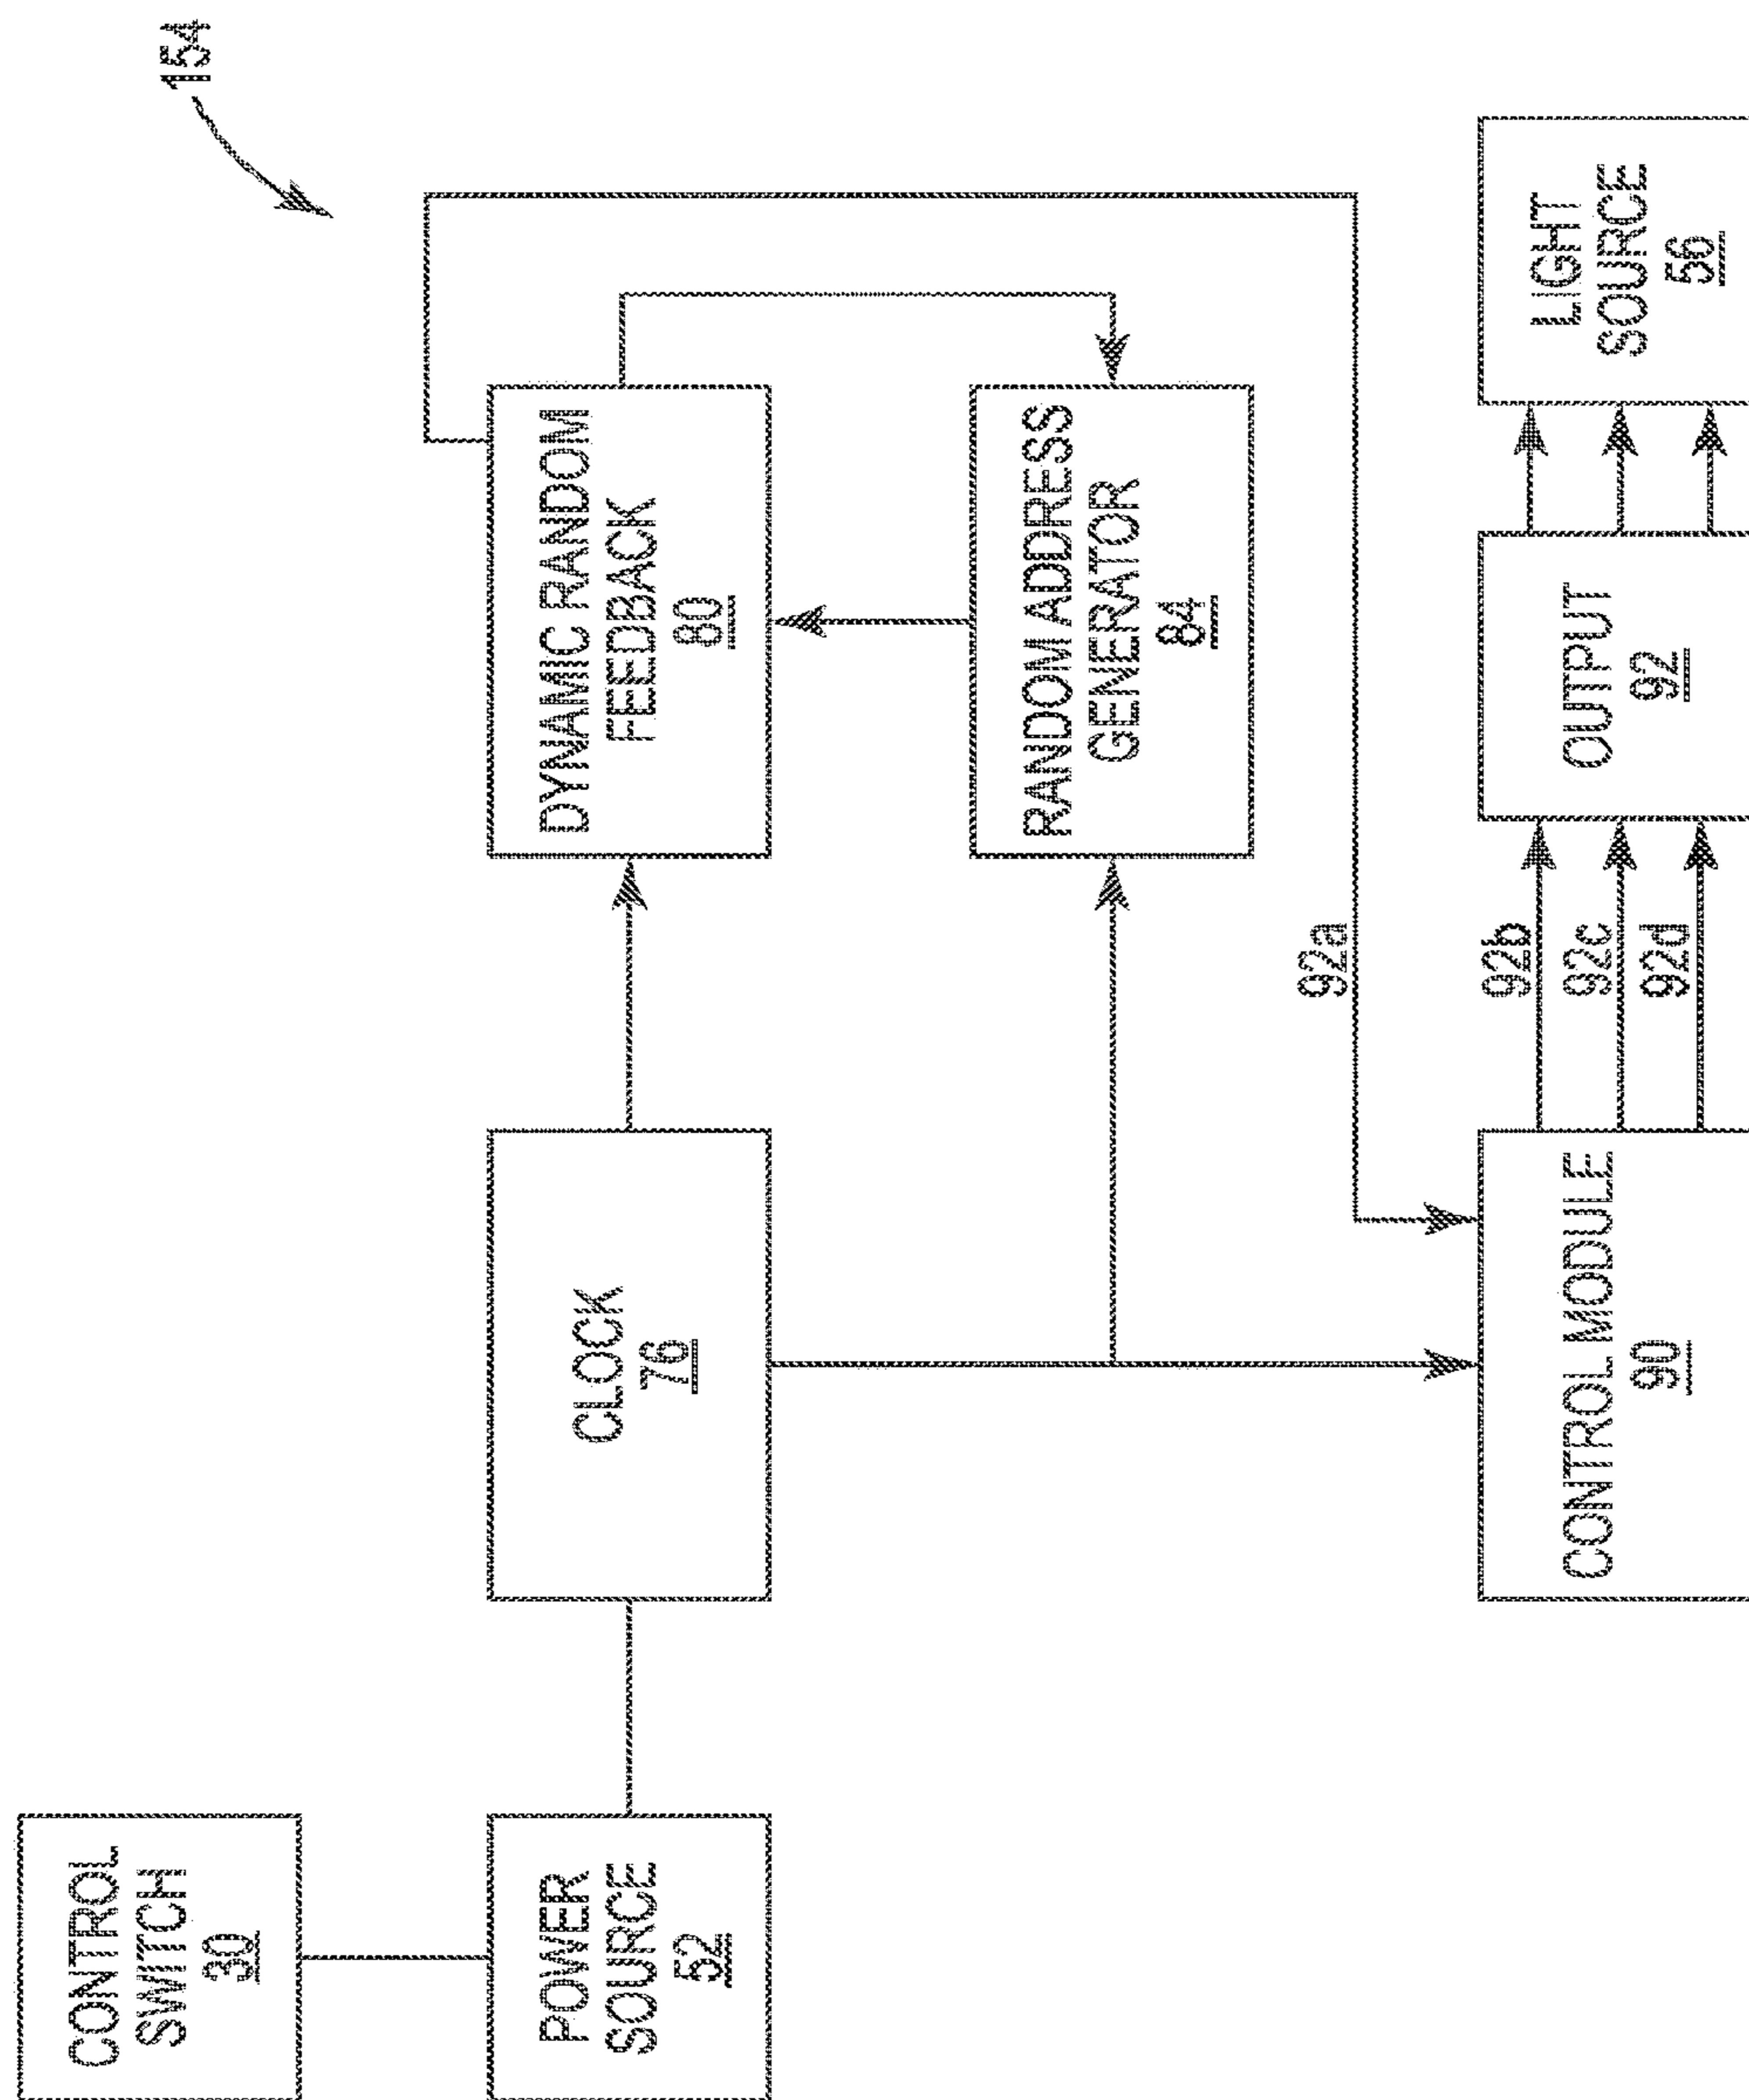 154
CONTROL
SWITCH
30
POWER
SOURCE
52
CLOCK
76
DYNAMIC RANDOM
FEEDBACK
80
RANDOM ADDRESS
GENERATOR
84
92a
CONTROL MODULE
90
92b
92c
92d
OUTPUT
92
LIGHT
SOURCE
56